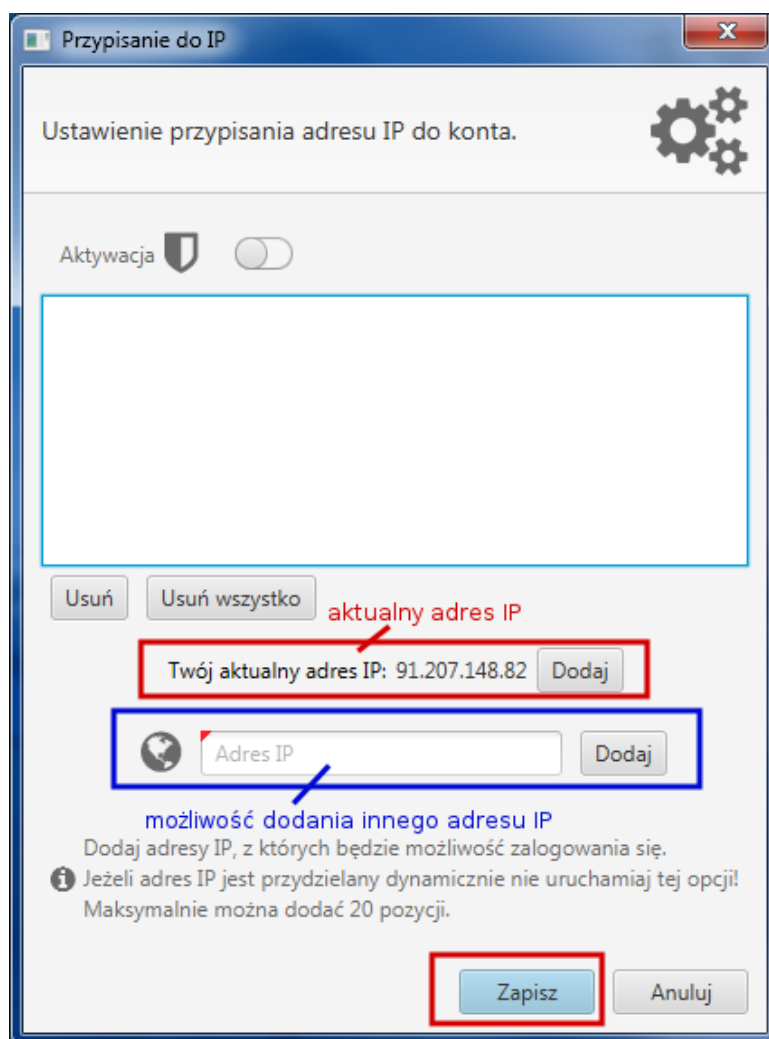 Przypisanie do IP
Ustawienie przypisania adresu IP do konta.
Aktywacja
Usuń
Usuń wszystko
aktualny adres IP
Twój aktualny adres IP: 91.207.148.82 Dodaj
Adres IP
Dodaj
możliwość dodania innego adresu IP
Dodaj adresy IP, z których będzie możliwość zalogowania się.
Jeżeli adres IP jest przydzielany dynamicznie nie uruchamiaj tej opcji!
Maksymalnie można dodać 20 pozycji.
Zapisz
Anuluj